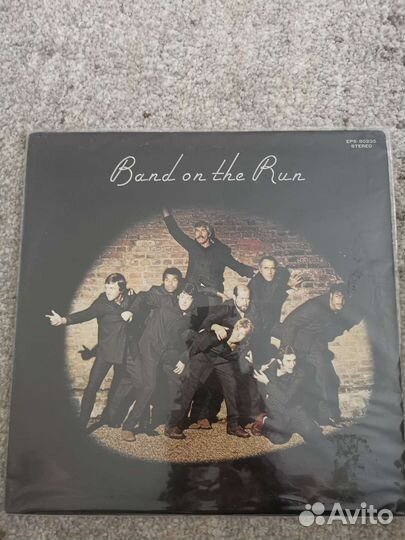 EPS-80235
STEREO
Band on the Run
Avito